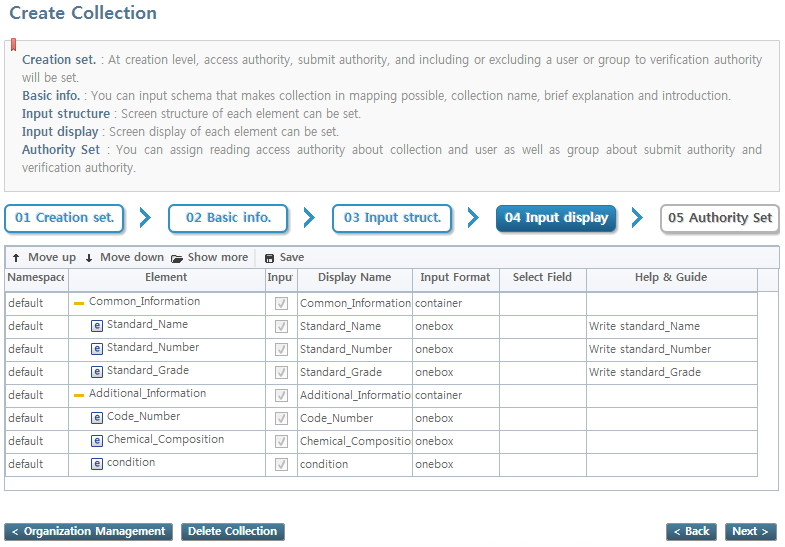 Create Collection
Creation set. : At creation level, access authority, submit authority, and including or excluding a user or group to verification authority
will be set.
Basic info. : You can input schema that makes collection in mapping possible, collection name, brief explanation and introduction.
Input structure : Screen structure of each element can be set.
Input display : Screen display of each element can be set.
Authority Set : You can assign reading access authority about collection and user as well as group about submit authority and
verification authority.
01 Creation set. 02 Basic info. 03 Input struct. 04 Input display 05 Authority Set
Move up Move down Show more Save
Namespace Element Input Display Name Input Format Select Field Help & Guide
default Common_Information Common_Information container
default e Standard_Name Standard_Name onebox Write standard_Name
default e Standard_Number Standard_Number onebox Write standard_Number
default e Standard_Grade Standard_Grade onebox Write standard_Grade
default Additional_Information Additional_Informatio container
default e Code_Number Code_Number onebox
default e Chemical_Composition Chemical_Compositio onebox
default e condition condition onebox
< Organization Management Delete Collection < Back Next >